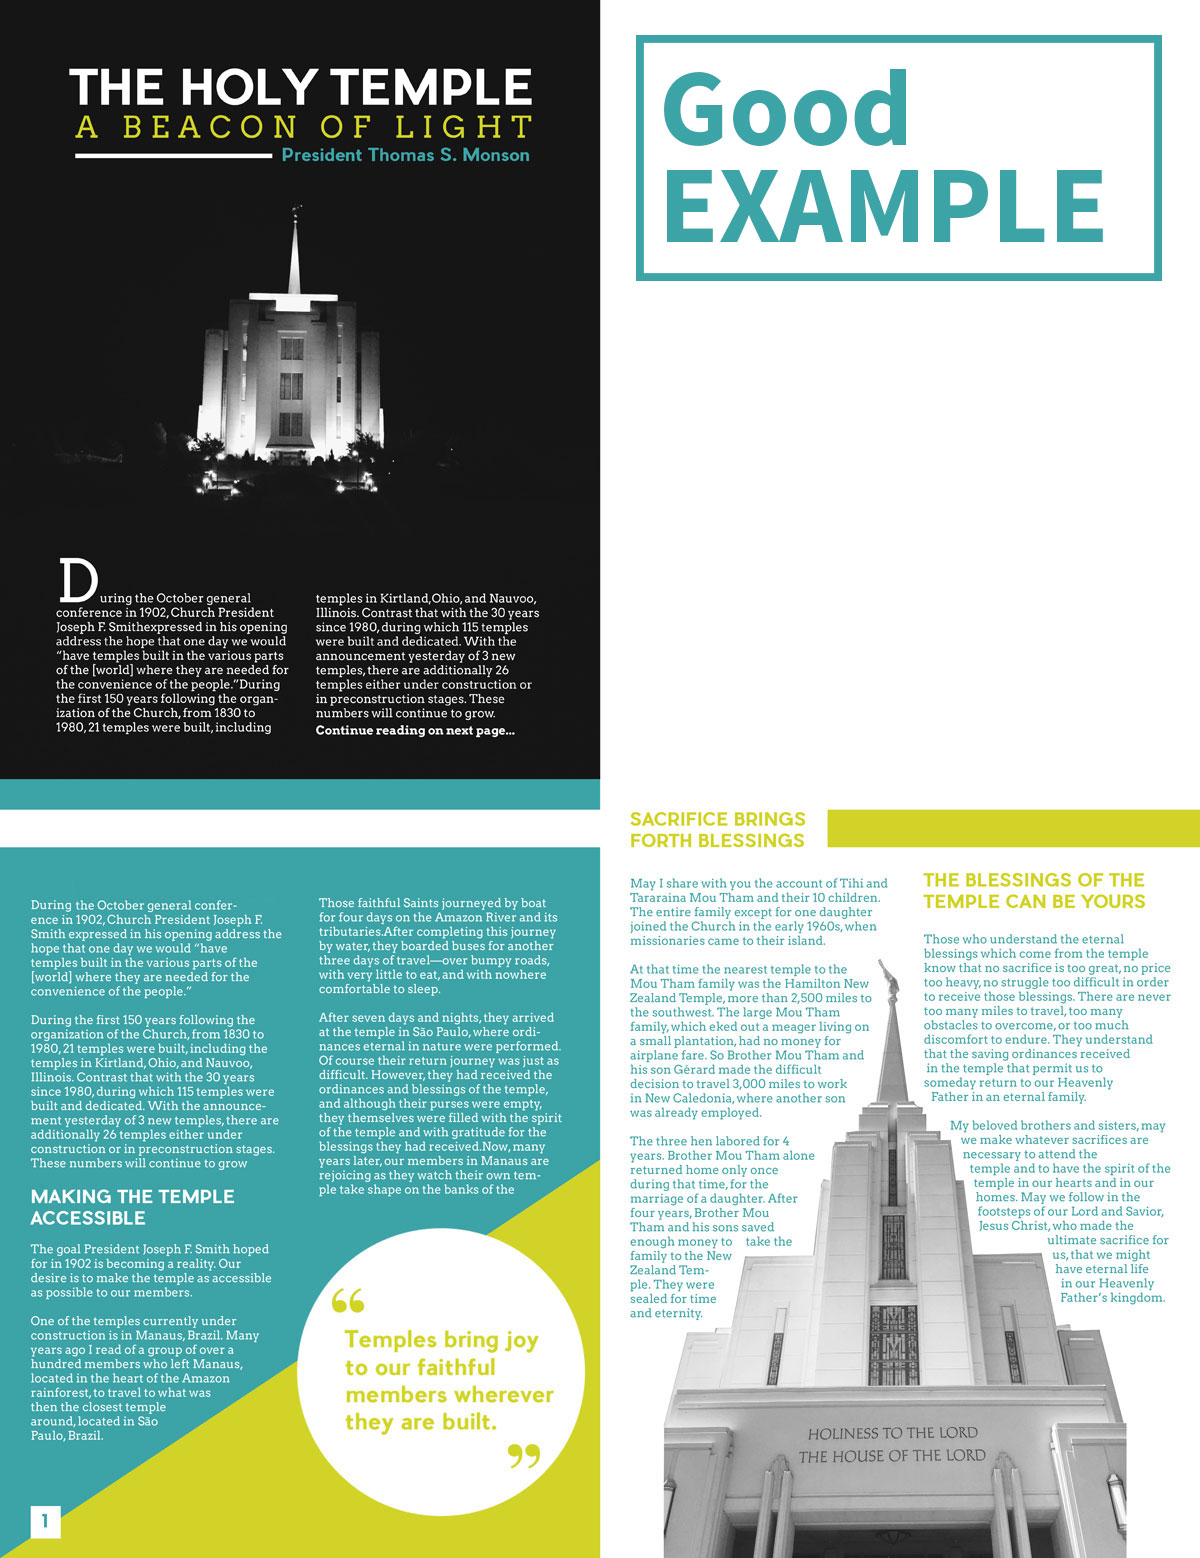 THE HOLY TEMPLE
A BEACON OF LIGHT
President Thomas S. Monson
During the October general
conference in 1902, Church President
Joseph F. Smithexpressed in his opening
address the hope that one day we would
“have temples built in the various parts
of the [world] where they are needed for
the convenience of the people.”During
the first 150 years following the organ-
ization of the Church, from 1830 to
1980, 21 temples were built, including
temples in Kirtland,Ohio, and Nauvoo,
Illinois. Contrast that with the 30 years
since 1980, during which 115 temples
were built and dedicated. With the
announcement yesterday of 3 new
temples, there are additionally 26
temples either under construction or
in preconstruction stages. These
numbers will continue to grow.
Continue reading on next page...
Good
EXAMPLE
During the October general confer-
ence in 1902, Church President Joseph F.
Smith expressed in his opening address the
hope that one day we would “have
temples built in the various parts of the
[world] where they are needed for the
convenience of the people.”
During the first 150 years following the
organization of the Church, from 1830 to
1980, 21 temples were built, including the
temples in Kirtland, Ohio, and Nauvoo,
Illinois. Contrast that with the 30 years
since 1980, during which 115 temples were
built and dedicated. With the announce-
ment yesterday of 3 new temples, there are
additionally 26 temples either under
construction or in preconstruction stages.
These numbers will continue to grow
MAKING THE TEMPLE
ACCESSIBLE
The goal President Joseph F. Smith hoped
for in 1902 is becoming a reality. Our
desire is to make the temple as accessible
as possible to our members.
One of the temples currently under
construction is in Manaus, Brazil. Many
years ago I read of a group of over a
hundred members who left Manaus,
located in the heart of the Amazon
rainforest, to travel to what was
then the closest temple
around, located in São
Paulo, Brazil.
1
Those faithful Saints journeyed by boat
for four days on the Amazon River and its
tributaries.After completing this journey
by water, they boarded buses for another
three days of travel—over bumpy roads,
with very little to eat, and with nowhere
comfortable to sleep.
After seven days and nights, they arrived
at the temple in São Paulo, where ordi-
nances eternal in nature were performed.
Of course their return journey was just as
difficult. However, they had received the
ordinances and blessings of the temple,
and although their purses were empty,
they themselves were filled with the spirit
of the temple and with gratitude for the
blessings they had received.Now, many
years later, our members in Manaus are
rejoicing as they watch their own tem-
ple take shape on the banks of the
“
Temples bring joy
to our faithful
members wherever
they are built.
”
SACRIFICE BRINGS
FORTH BLESSINGS
May I share with you the account of Tihi and
Tararaina Mou Tham and their 10 children.
The entire family except for one daughter
joined the Church in the early 1960s, when
missionaries came to their island.
At that time the nearest temple to the
Mou Tham family was the Hamilton New
Zealand Temple, more than 2,500 miles to
the southwest. The large Mou Tham
family, which eked out a meager living on
a small plantation, had no money for
airplane fare. So Brother Mou Tham and
his son Gérard made the difficult
decision to travel 3,000 miles to work
in New Caledonia, where another son
was already employed.
The three hen labored for 4
years. Brother Mou Tham alone
returned home only once
during that time, for the
marriage of a daughter. After
four years, Brother Mou
Tham and his sons saved
enough money to take the
family to the New
Zealand Tem-
ple. They were
sealed for time
and eternity.
THE BLESSINGS OF THE
TEMPLE CAN BE YOURS
Those who understand the eternal
blessings which come from the temple
know that no sacrifice is too great, no price
too heavy, no struggle too difficult in order
to receive those blessings. There are never
too many miles to travel, too many
obstacles to overcome, or too much
discomfort to endure. They understand
that the saving ordinances received
in the temple that permit us to
someday return to our Heavenly
Father in an eternal family.
My beloved brothers and sisters, may
we make whatever sacrifices are
necessary to attend the
temple and to have the spirit of the
temple in our hearts and in our
homes. May we follow in the
footsteps of our Lord and Savior,
Jesus Christ, who made the
ultimate sacrifice for
us, that we might
have eternal life
in our Heavenly
Father’s kingdom.
HOLINESS TO THE LORD
THE HOUSE OF THE LORD